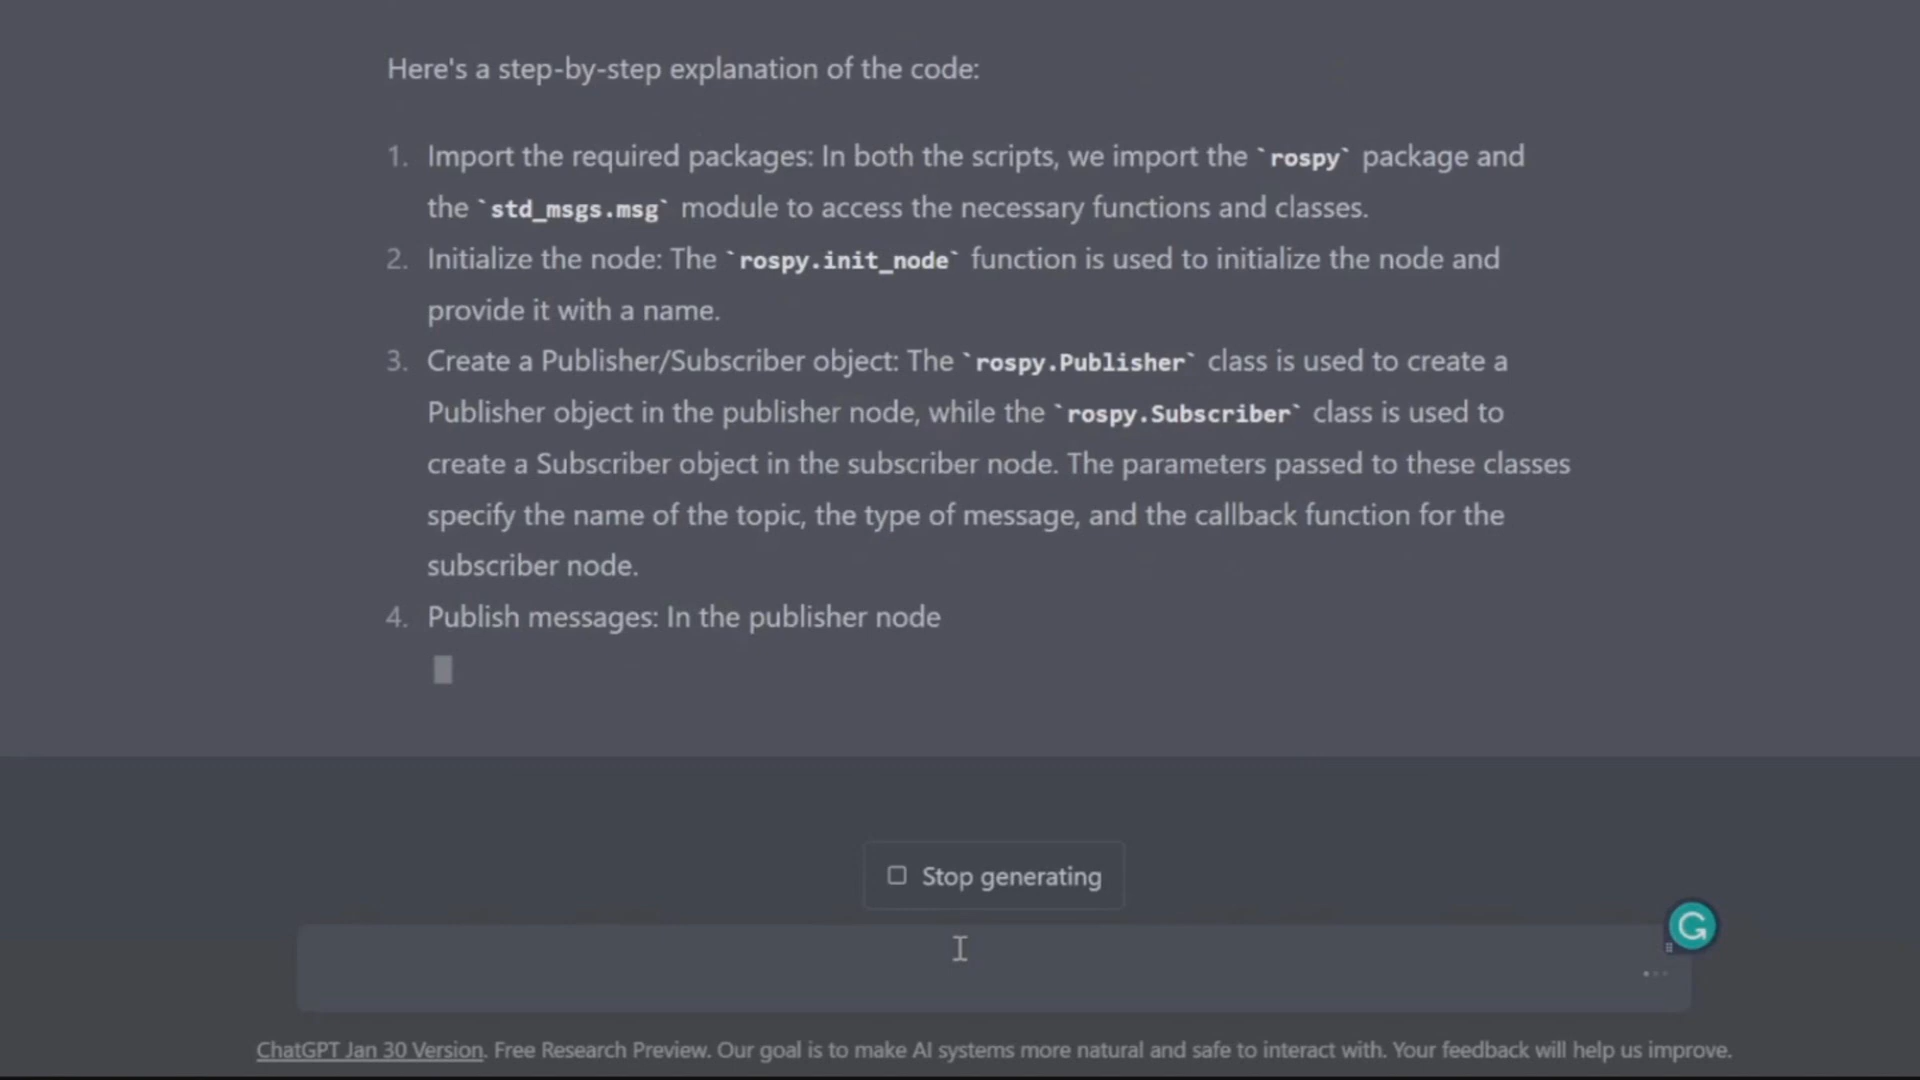 Here's a step-by-step explanation of the code:
1. Import the required packages: In both the scripts, we import the `rospy` package and
the `std_msgs.msg` module to access the necessary functions and classes.
2. Initialize the node: The `rospy.init_node` function is used to initialize the node and
provide it with a name.
3. Create a Publisher/Subscriber object: The `rospy.Publisher` class is used to create a
Publisher object in the publisher node, while the `rospy.Subscriber` class is used to
create a Subscriber object in the subscriber node. The parameters passed to these classes
specify the name of the topic, the type of message, and the callback function for the
subscriber node.
4. Publish messages: In the publisher node
Stop generating
ChatGPT Jan 30 Version. Free Research Preview. Our goal is to make AI systems more natural and safe to interact with. Your feedback will help us improve.